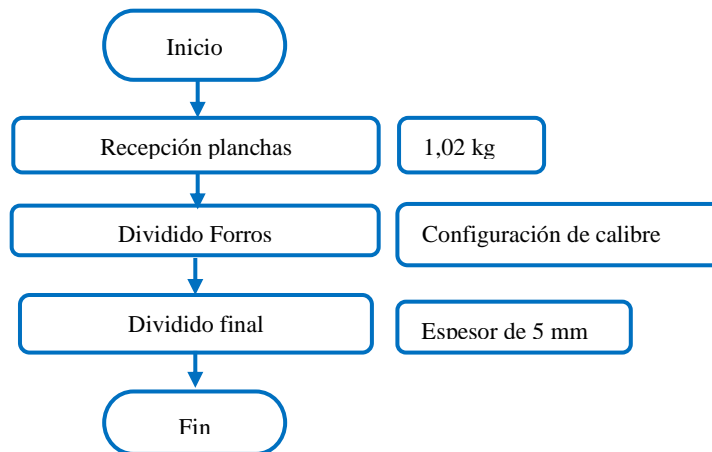 Inicio
Recepción planchas
1,02 kg
Dividido Forros
Configuración de calibre
Dividido final
Espesor de 5 mm
Fin